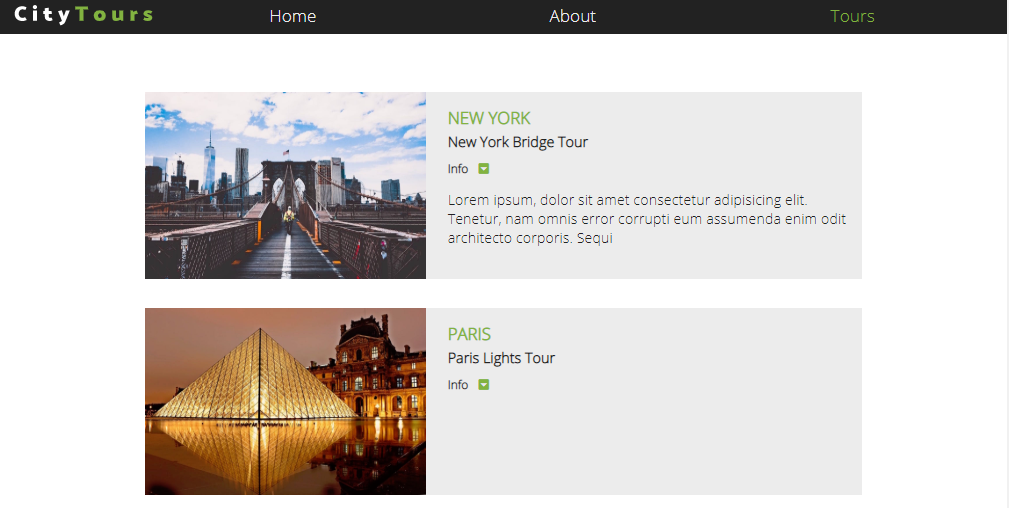 CityTours
Home
About
Tours
NEW YORK
New York Bridge Tour
Info
Lorem ipsum, dolor sit amet consectetur adipisicing elit.
Tenetur, nam omnis error corrupti eum assumenda enim odit
architecto corporis. Sequi
PARIS
Paris Lights Tour
Info